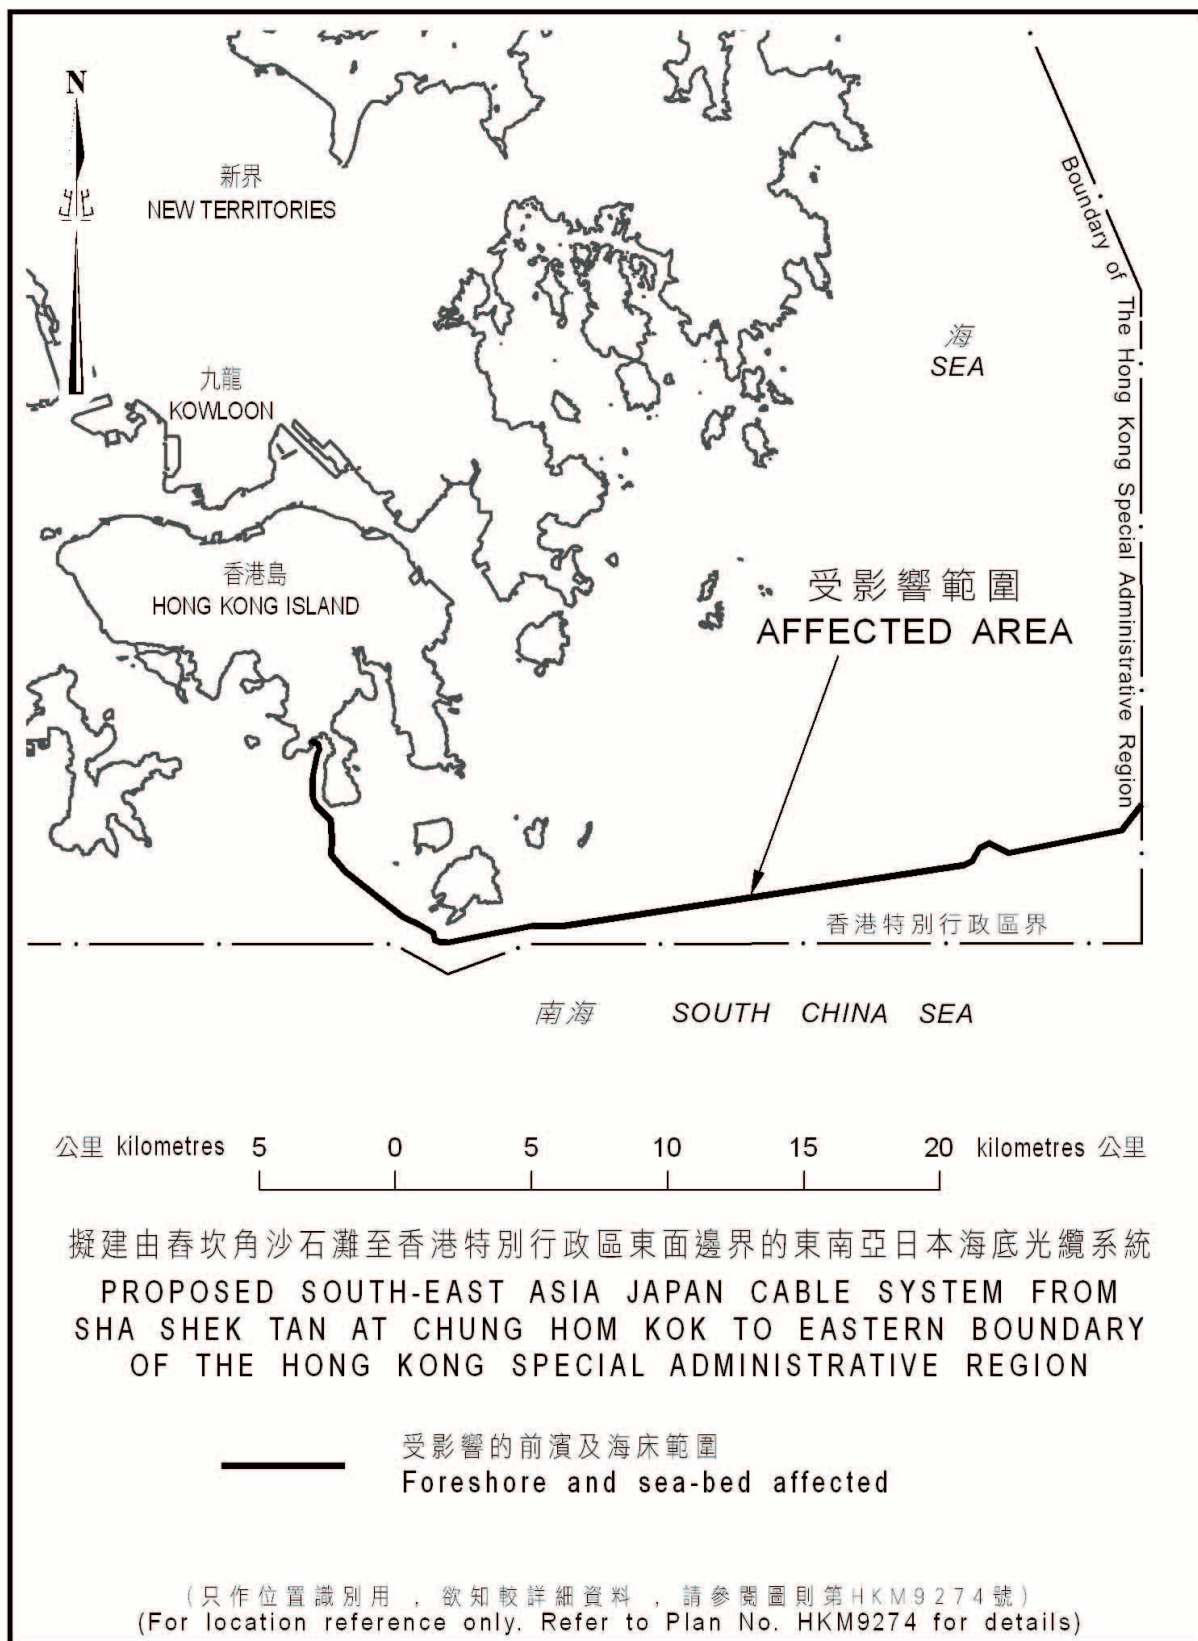 N
新界
NEW TERRITORIES
Boundary of The Hong Kong Special Administrative Region
海
SEA
九龍
KOWLOON
香港島
HONG KONG ISLAND
受影響範圍
AFFECTED AREA
香港特別行政區界
南海 SOUTH CHINA SEA
公里 kilometres 5 0 5 10 15 20 kilometres 公里
擬建由舂坎角沙石灘至香港特別行政區東面邊界的東南亞日本海底光纜系統
PROPOSED SOUTH-EAST ASIA JAPAN CABLE SYSTEM FROM
SHA SHEK TAN AT CHUNG HOM KOK TO EASTERN BOUNDARY
OF THE HONG KONG SPECIAL ADMINISTRATIVE REGION
受影響的前濱及海床範圍
Foreshore and sea-bed affected
(只作位置識別用，欲知較詳細資料，請參閱圖則第HKM9274號)
(For location reference only. Refer to Plan No. HKM9274 for details)